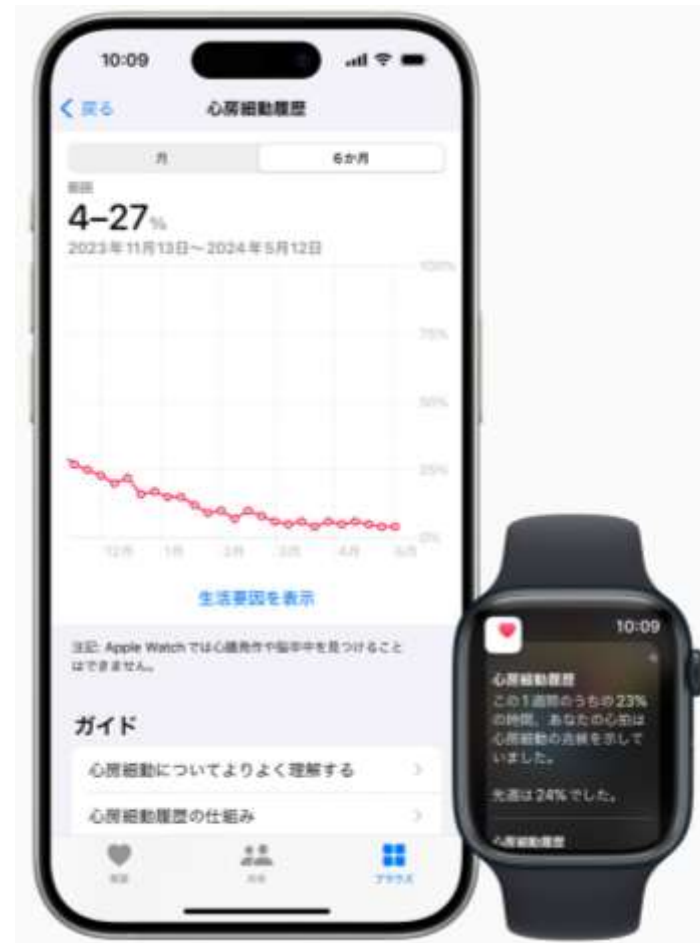 10:09
戻る
心房細動履歴
月
6か月
範囲
4–27%
2023年11月13日～2024年5月12日
100%
75%
50%
25%
0%
12月
1月
2月
3月
4月
5月
生活要因を表示
注記: Apple Watch では心臓発作や脳卒中を見つけること
はできません。
ガイド
心房細動についてよりよく理解する
心房細動履歴の仕組み
概要
共有
ブラウズ
10:09
心房細動履歴
この1週間のうちの23%
の時間、あなたの心拍は
心房細動の兆候を示して
いました。
先週は24%でした。
心房細動履歴